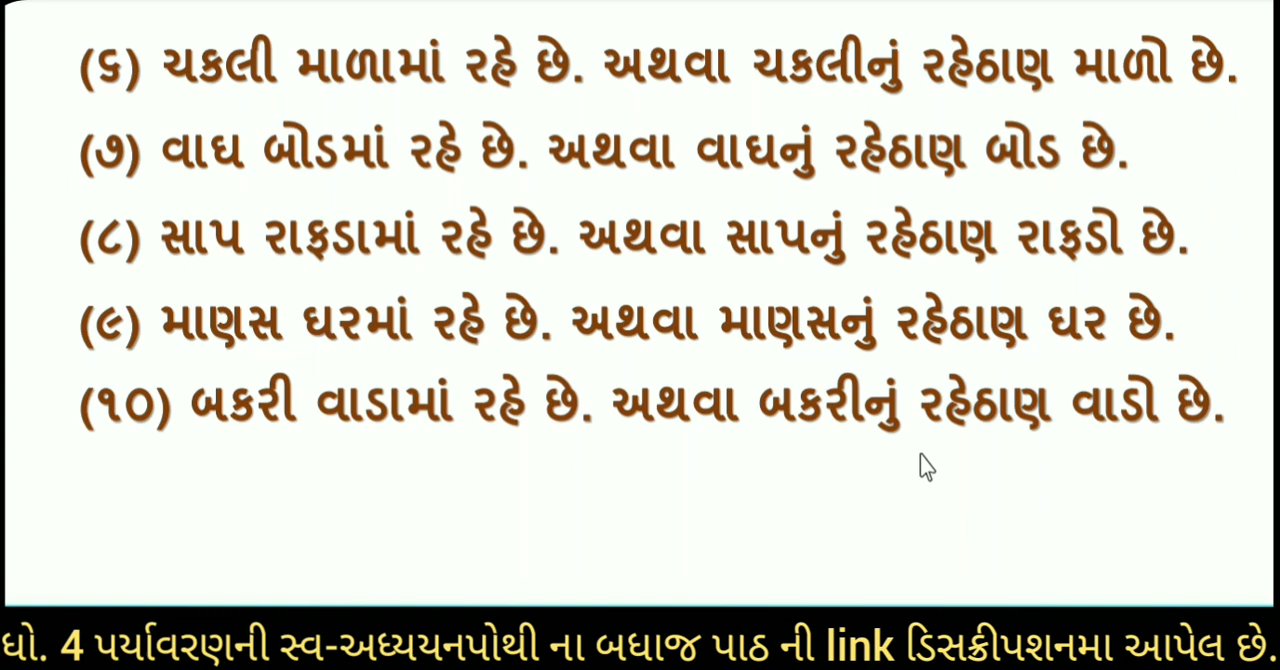 (૬) ચકલી માળામાં રહે છે. અથવા ચકલીનું રહેઠાણ માળો છે.
(૭) વાઘ બોડમાં રહે છે. અથવા વાઘનું રહેઠાણ બોડ છે.
(૮) સાપ રાફડામાં રહે છે. અથવા સાપનું રહેઠાણ રાફડો છે.
(૯) માણસ ઘરમાં રહે છે. અથવા માણસનું રહેઠાણ ઘર છે.
(૧૦) બકરી વાડામાં રહે છે. અથવા બકરીનું રહેઠાણ વાડો છે.
ધો. 4 પર્યાવરણની સ્વ-અધ્યયનપોથી ના બધાજ પાઠ ની link ડિસક્રીપશનમા આપેલ છે.